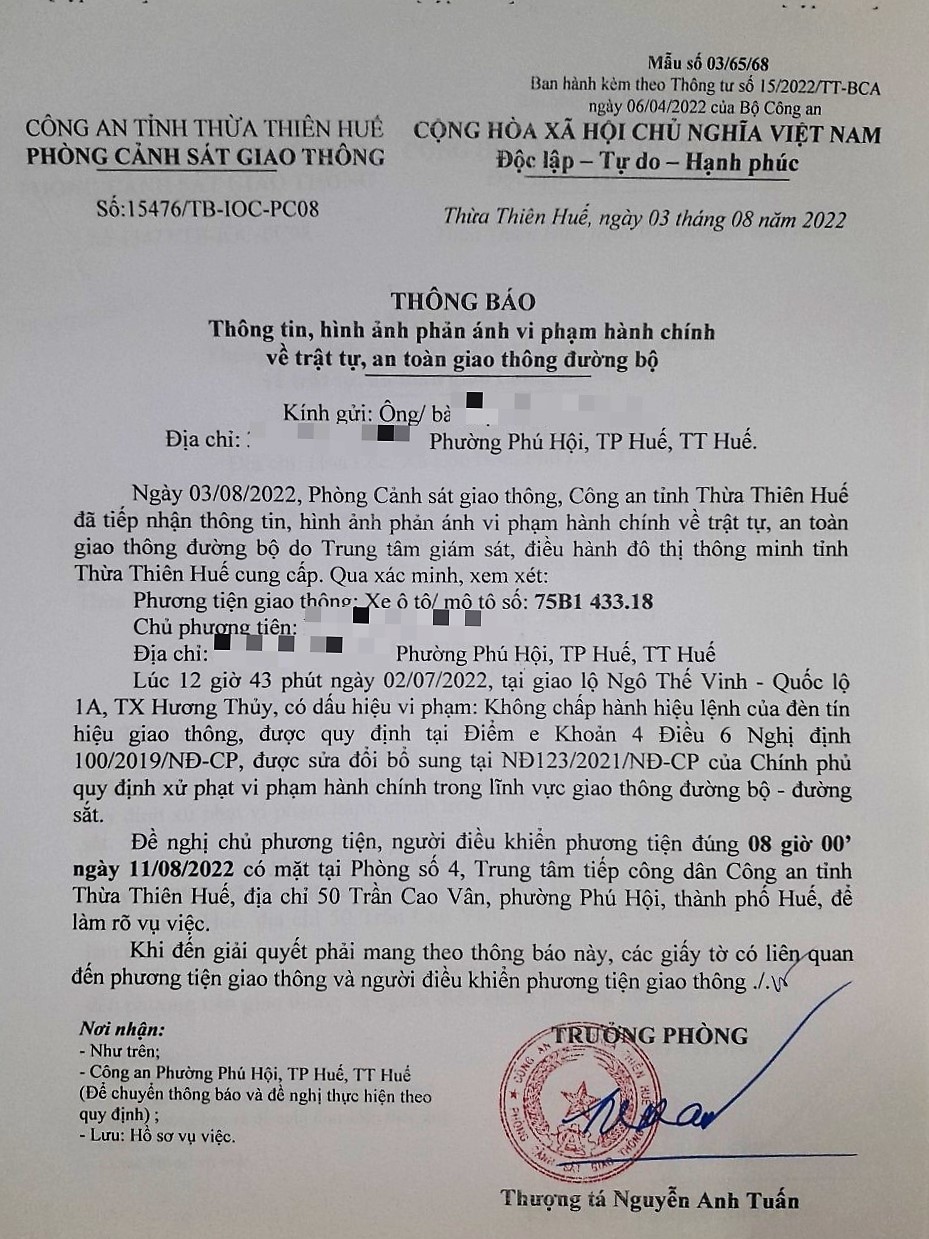 Mẫu số 03/65/68
Ban hành kèm theo Thông tư số 15/2022/TT-BCA
ngày 06/04/2022 của Bộ Công an
CÔNG AN TỈNH THỪA THIÊN HUẾ
PHÒNG CẢNH SÁT GIAO THÔNG
CỘNG HÒA XÃ HỘI CHỦ NGHĨA VIỆT NAM
Độc lập – Tự do – Hạnh phúc
Số:15476/TB-IOC-PC08
Thừa Thiên Huế, ngày 03 tháng 08 năm 2022
THÔNG BÁO
Thông tin, hình ảnh phản ánh vi phạm hành chính
về trật tự, an toàn giao thông đường bộ
Kính gửi: Ông/ bà
Địa chỉ: Phường Phú Hội, TP Huế, TT Huế.
Ngày 03/08/2022, Phòng Cảnh sát giao thông, Công an tỉnh Thừa Thiên Huế
đã tiếp nhận thông tin, hình ảnh phản ánh vi phạm hành chính về trật tự, an toàn
giao thông đường bộ do Trung tâm giám sát, điều hành đô thị thông minh tỉnh
Thừa Thiên Huế cung cấp. Qua xác minh, xem xét:
Phương tiện giao thông: Xe ô tô/ mô tô số: 75B1 433.18
Chủ phương tiên:
Địa chỉ: Phường Phú Hội, TP Huế, TT Huế
Lúc 12 giờ 43 phút ngày 02/07/2022, tại giao lộ Ngô Thế Vinh - Quốc lộ
1A, TX Hương Thủy, có dấu hiệu vi phạm: Không chấp hành hiệu lệnh của đèn tín
hiệu giao thông, được quy định tại Điểm e Khoản 4 Điều 6 Nghị định
100/2019/NĐ-CP, được sửa đổi bổ sung tại NĐ123/2021/NĐ-CP của Chính phủ
quy định xử phạt vi phạm hành chính trong lĩnh vực giao thông đường bộ - đường
sắt.
Đề nghị chủ phương tiện, người điều khiển phương tiện đúng 08 giờ 00’
ngày 11/08/2022 có mặt tại Phòng số 4, Trung tâm tiếp công dân Công an tỉnh
Thừa Thiên Huế, địa chỉ 50 Trần Cao Vân, phường Phú Hội, thành phố Huế, để
làm rõ vụ việc.
Khi đến giải quyết phải mang theo thông báo này, các giấy tờ có liên quan
đến phương tiện giao thông và người điều khiển phương tiện giao thông ./.
Nơi nhận:
- Như trên;
- Công an Phường Phú Hội, TP Huế, TT Huế
(Để chuyển thông báo và đề nghị thực hiện theo
quy định) ;
- Lưu: Hồ sơ vụ việc.
TRƯỞNG PHÒNG
PHÒNG CẢNH SÁT GIAO THÔNG
Thượng tá Nguyễn Anh Tuấn